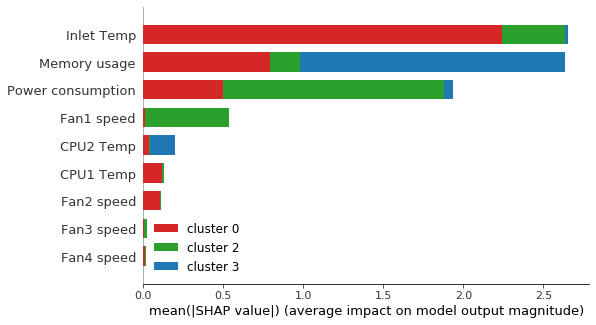 Inlet Temp
Memory usage
Power consumption
Fan1 speed
CPU2 Temp
CPU1 Temp
Fan2 speed
Fan3 speed
Fan4 speed
cluster 0
cluster 2
cluster 3
0.0 0.5 1.0 1.5 2.0 2.5
mean(|SHAP value|) (average impact on model output magnitude)